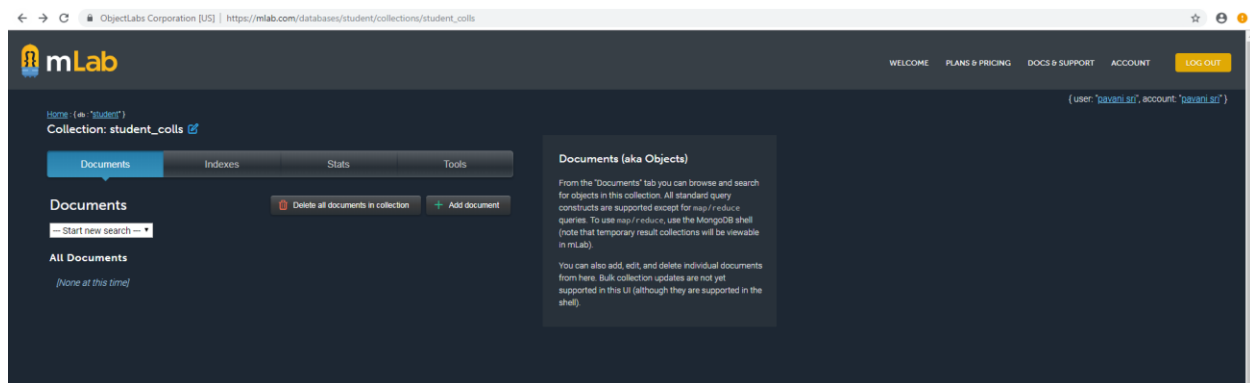 ObjectLabs Corporation [US] | https://mlab.com/databases/student/collections/student_colls
mLab
WELCOME PLANS & PRICING DOCS & SUPPORT ACCOUNT LOG OUT
{ user: "pavani sri", account: "pavani sri" }
Home : { db : "student" }
Collection: student_colls
Documents Indexes Stats Tools
Documents
Delete all documents in collection
+ Add document
-- Start new search --
All Documents
[None at this time]
Documents (aka Objects)
From the "Documents" tab you can browse and search
for objects in this collection. All standard query
constructs are supported except for map/reduce
queries. To use map/reduce, use the MongoDB shell
(note that temporary result collections will be viewable
in mLab).
You can also add, edit, and delete individual documents
from here. Bulk collection updates are not yet
supported in this UI (although they are supported in the
shell).